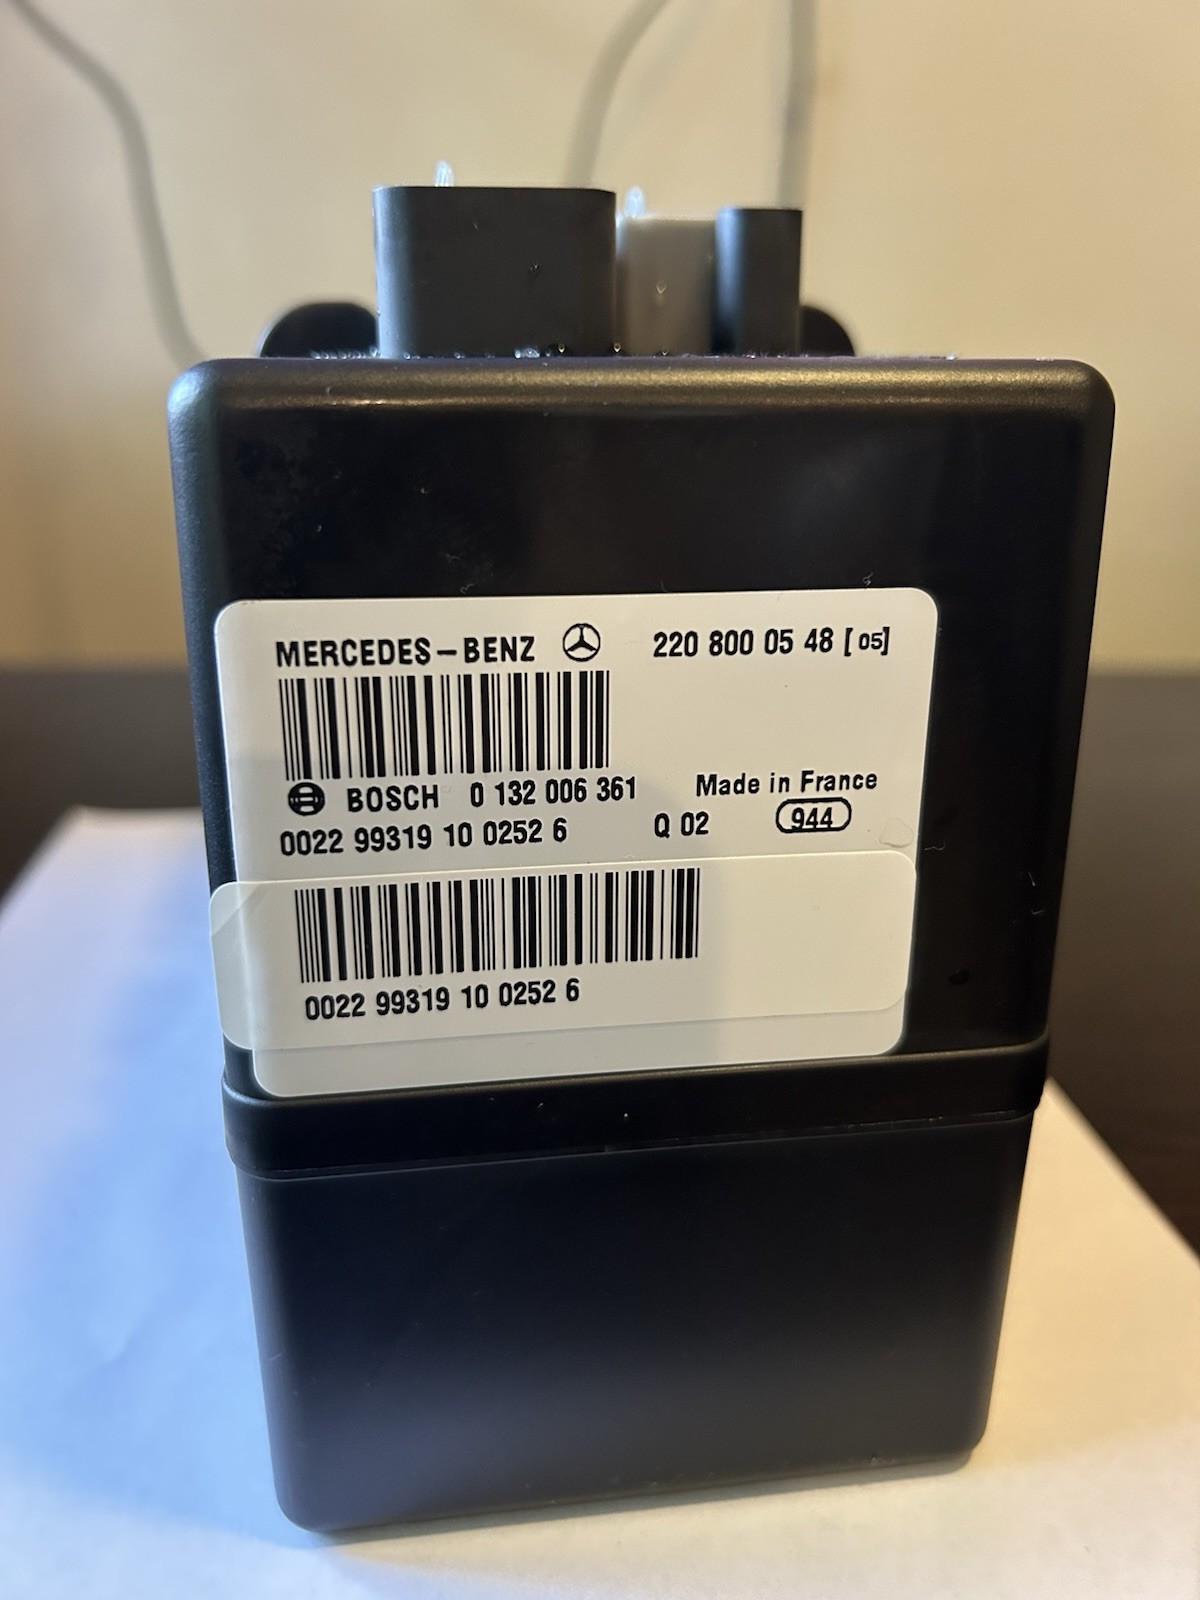 MERCEDES-BENZ 220 800 05 48 [05]
BOSCH 0 132 006 361 Made in France
0022 99319 10 0252 6 Q 02 944
0022 99319 10 0252 6